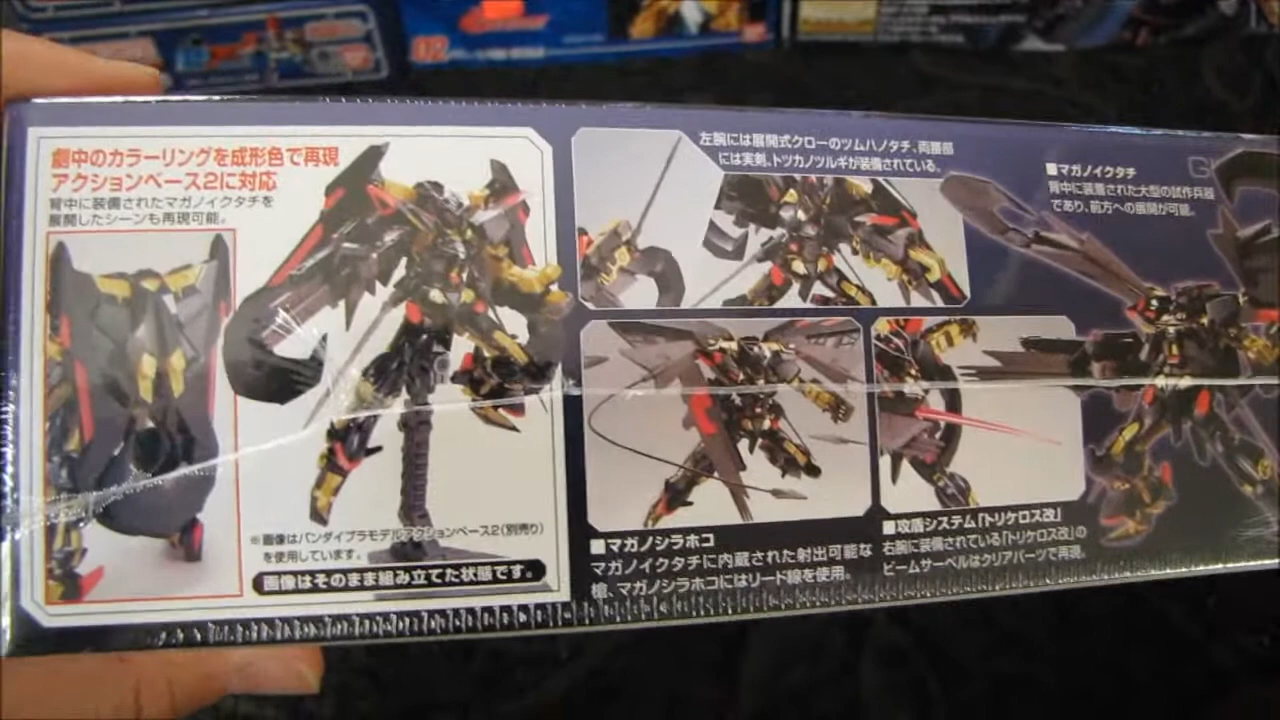 02
劇中のカラーリングを成形色で再現
アクションベース2に対応
背中に装備されたマガノイクタチを
展開したシーンも再現可能。
※画像はバンダイプラモデルアクションベース2(別売り)
を使用しています。
画像はそのまま組み立てた状態です。
左腕には展開式クローのツムハノタチ、両腰部
には実剣、トツカノツルギが装備されている。
■マガノイクタチ
背中に装着された大型の試作兵器
であり、前方への展開が可能。
■マガノシラホコ
マガノイクタチに内蔵された射出可能な
槍、マガノシラホコにはリード線を使用。
■攻盾システム「トリケロス改」
右腕に装備されている「トリケロス改」の
ビームサーベルはクリアパーツで再現。